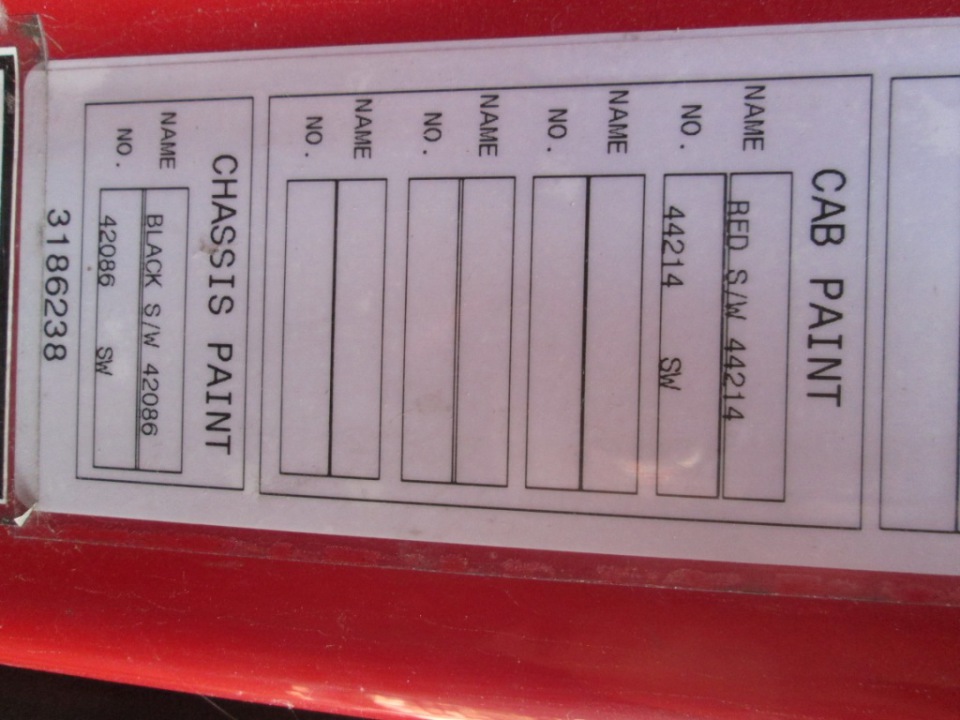 CAB PAINT
NAME RED S/W 44214
NO. 44214 SW
NAME
NO.
NAME
NO.
NAME
NO.
CHASSIS PAINT
NAME BLACK S/W 42086
NO. 42086 SW
3186238